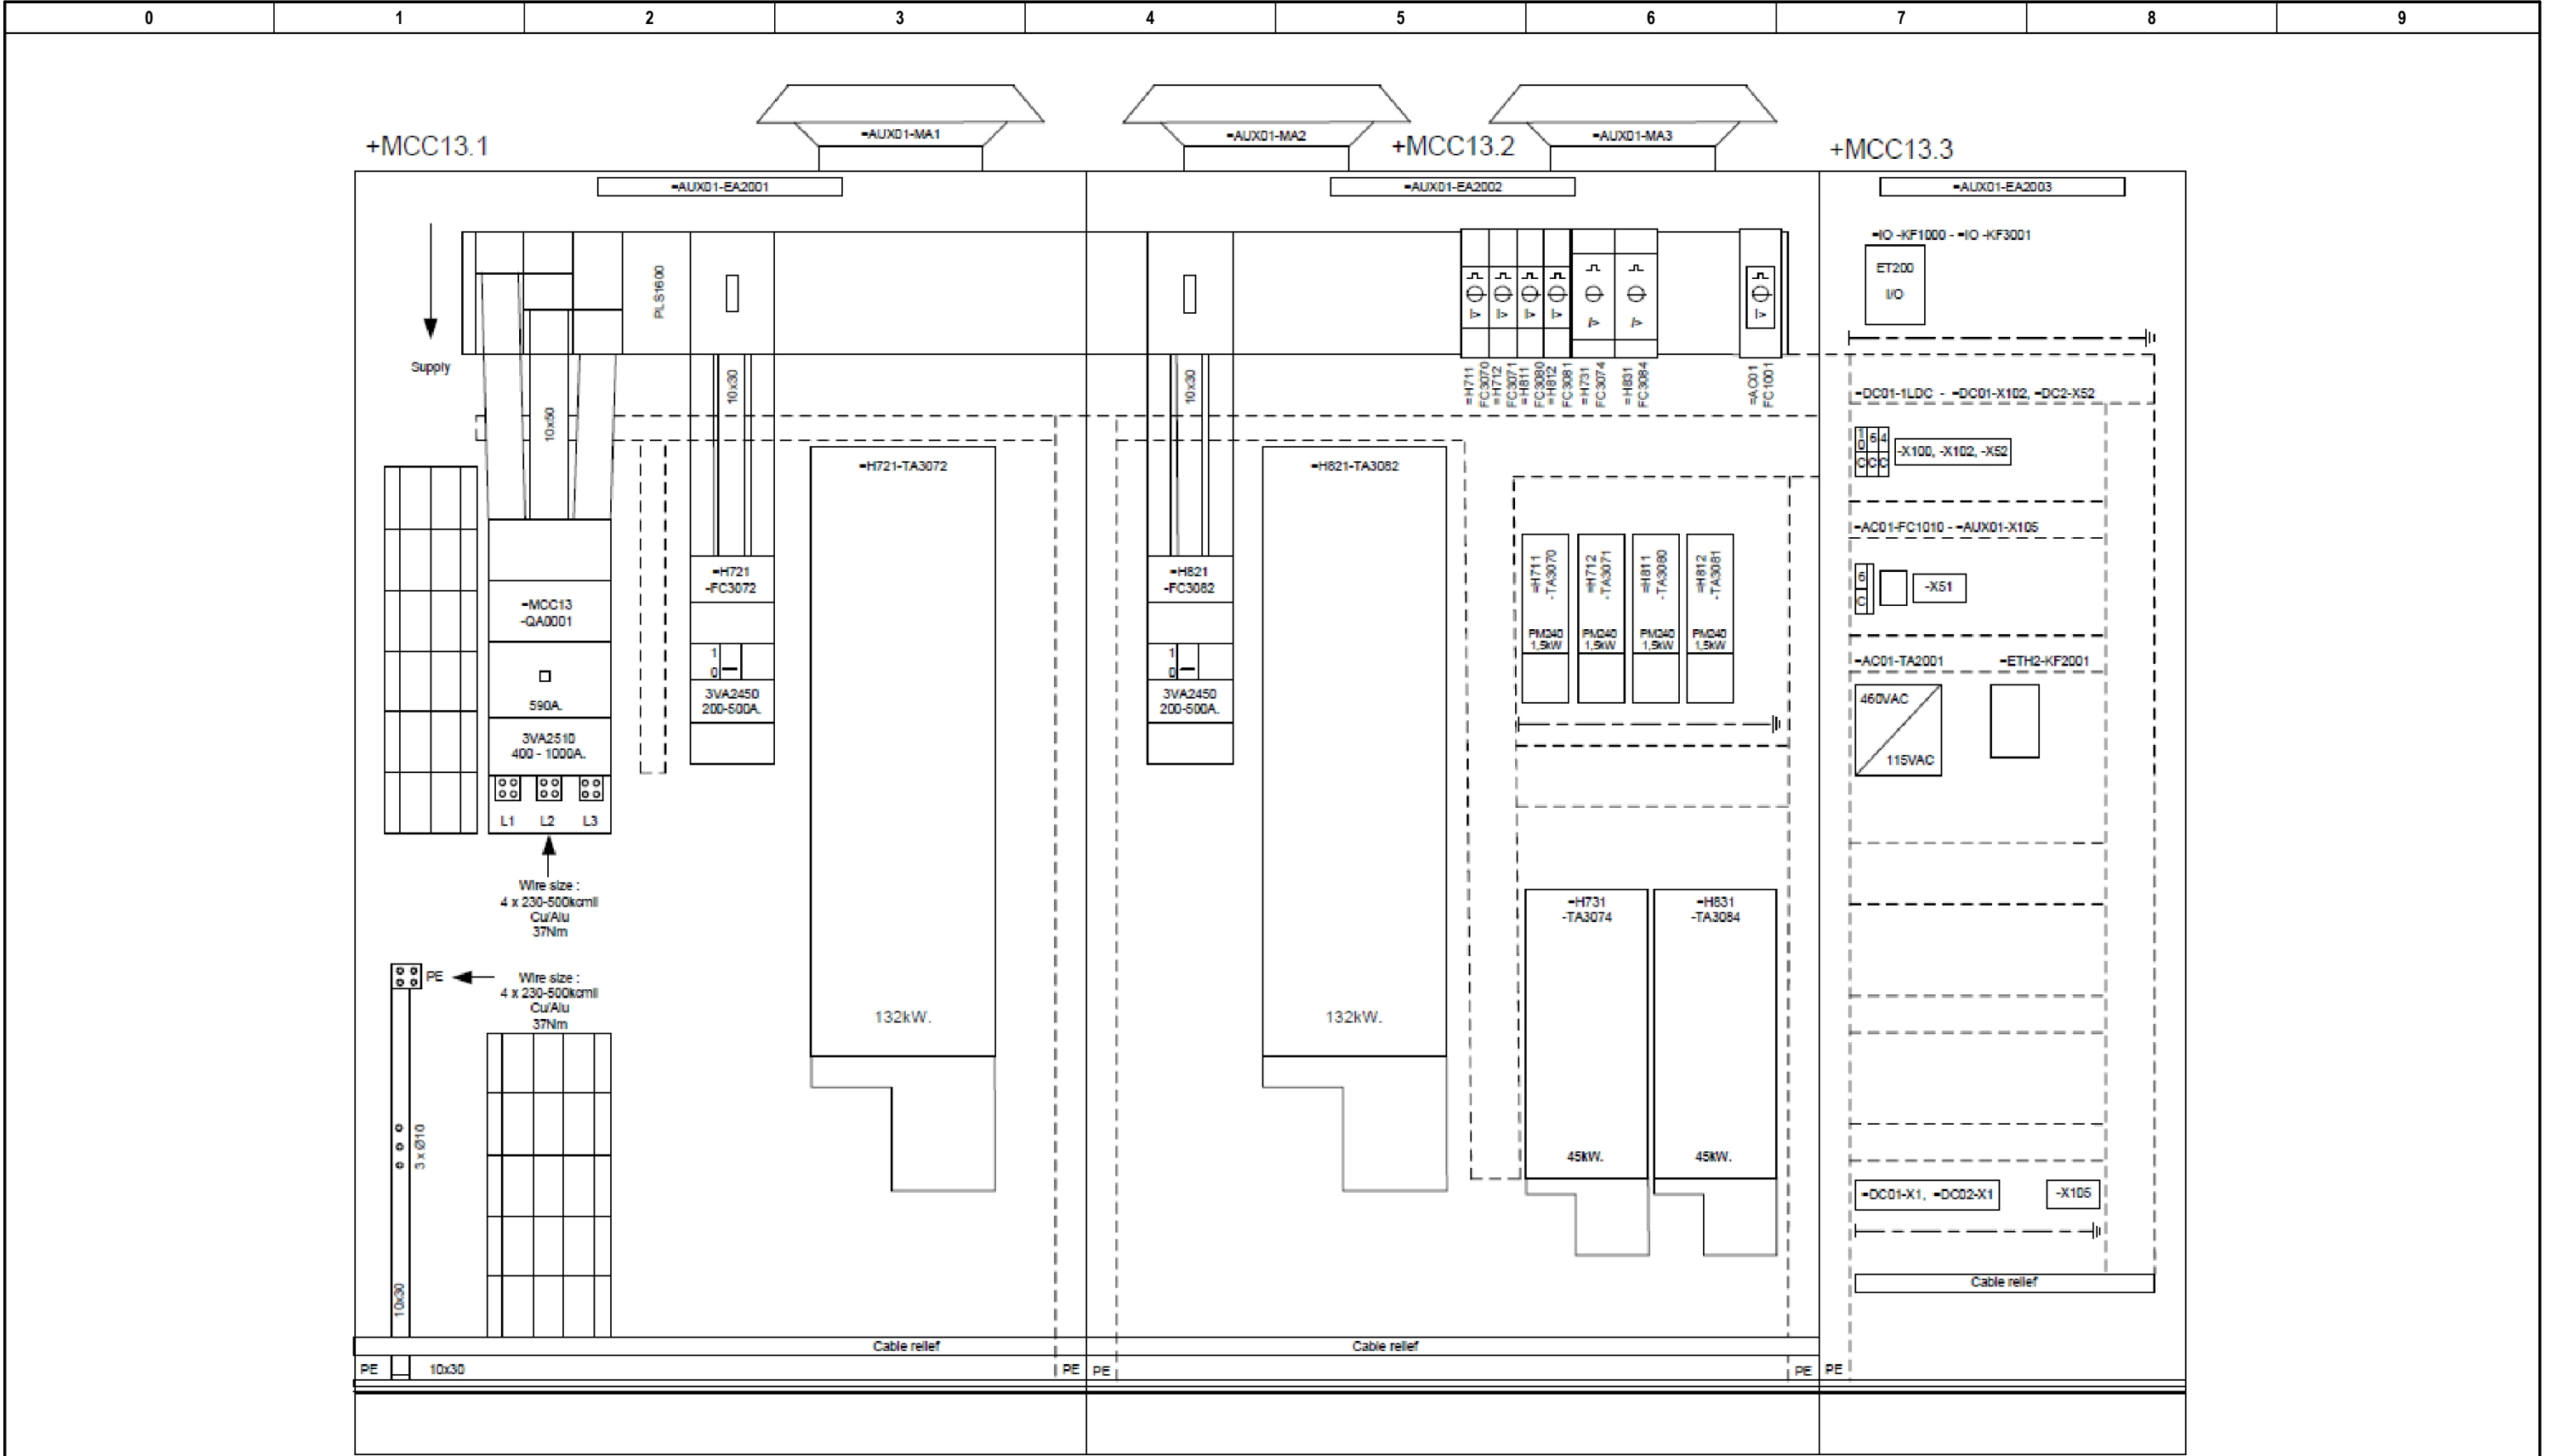 0 1 2 3 4 5 6 7 8 9
=AUX01-MA1
=AUX01-MA2
=AUX01-MA3
+MCC13.1
+MCC13.2
+MCC13.3
=AUX01-EA2001
=AUX01-EA2002
=AUX01-EA2003
Supply
PLS1600
10x50
10x30
10x30
I>
I>
I>
I>
I>
I>
I>
=H711
FC3070
=H712
FC3071
=H811
FC3080
=H812
FC3081
=H731
FC3074
=H831
FC3084
=AC01
FC1001
=IO -KF1000 - =IO -KF3001
ET200
I/O
=DC01-1LDC - =DC01-X102, =DC2-X52
10 6 4
C C C
-X100, -X102, -X52
=AC01-FC1010 - =AUX01-X105
6
C
-X51
=AC01-TA2001
=ETH2-KF2001
460VAC
115VAC
=MCC13
-QA0001
590A.
3VA2510
400 - 1000A.
L1 L2 L3
Wire size :
4 x 230-500kcmil
Cu/Alu
37Nm
=H721
-FC3072
1
0
3VA2450
200-500A.
=H721-TA3072
132kW.
=H821
-FC3082
1
0
3VA2450
200-500A.
=H821-TA3082
132kW.
=H711
-TA3070
PM240
1,5kW
=H712
-TA3071
PM240
1,5kW
=H811
-TA3080
PM240
1,5kW
=H812
-TA3081
PM240
1,5kW
=H731
-TA3074
45kW.
=H831
-TA3084
45kW.
PE
Wire size :
4 x 230-500kcmil
Cu/Alu
37Nm
3 x Ø10
10x30
=DC01-X1, =DC02-X1
-X105
Cable relief
Cable relief
Cable relief
PE
10x30
PE
PE
PE
PE